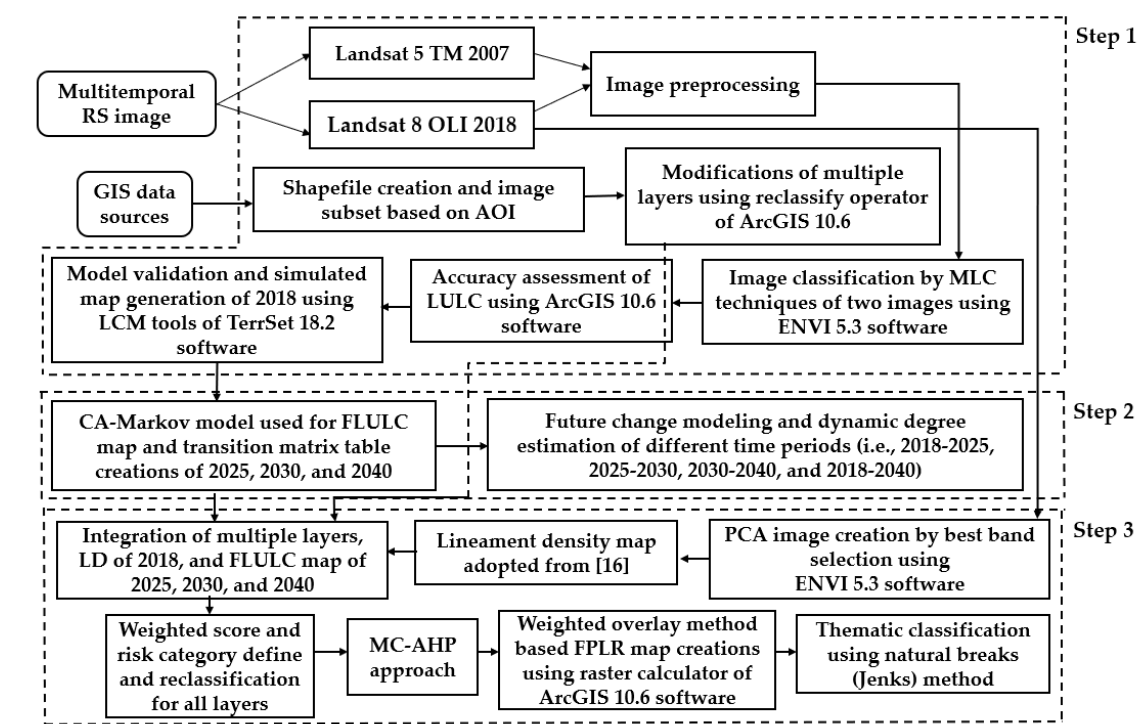 Step 1
Landsat 5 TM 2007
Multitemporal
RS image
Image preprocessing
Landsat 8 OLI 2018
GIS data
sources
Shapefile creation and image
subset based on AOI
Modifications of multiple
layers using reclassify operator
of ArcGIS 10.6
Model validation and simulated
map generation of 2018 using
LCM tools of TerrSet 18.2
software
Accuracy assessment of
LULC using ArcGIS 10.6
software
Image classification by MLC
techniques of two images using
ENVI 5.3 software
Step 2
CA-Markov model used for FLULC
map and transition matrix table
creations of 2025, 2030, and 2040
Future change modeling and dynamic degree
estimation of different time periods (i.e., 2018-2025,
2025-2030, 2030-2040, and 2018-2040)
Step 3
Integration of multiple layers,
LD of 2018, and FLULC map of
2025, 2030, and 2040
Lineament density map
adopted from [16]
PCA image creation by best band
selection using
ENVI 5.3 software
Weighted score and
risk category define
and reclassification
for all layers
MC-AHP
approach
Weighted overlay method
based FPLR map creations
using raster calculator of
ArcGIS 10.6 software
Thematic classification
using natural breaks
(Jenks) method